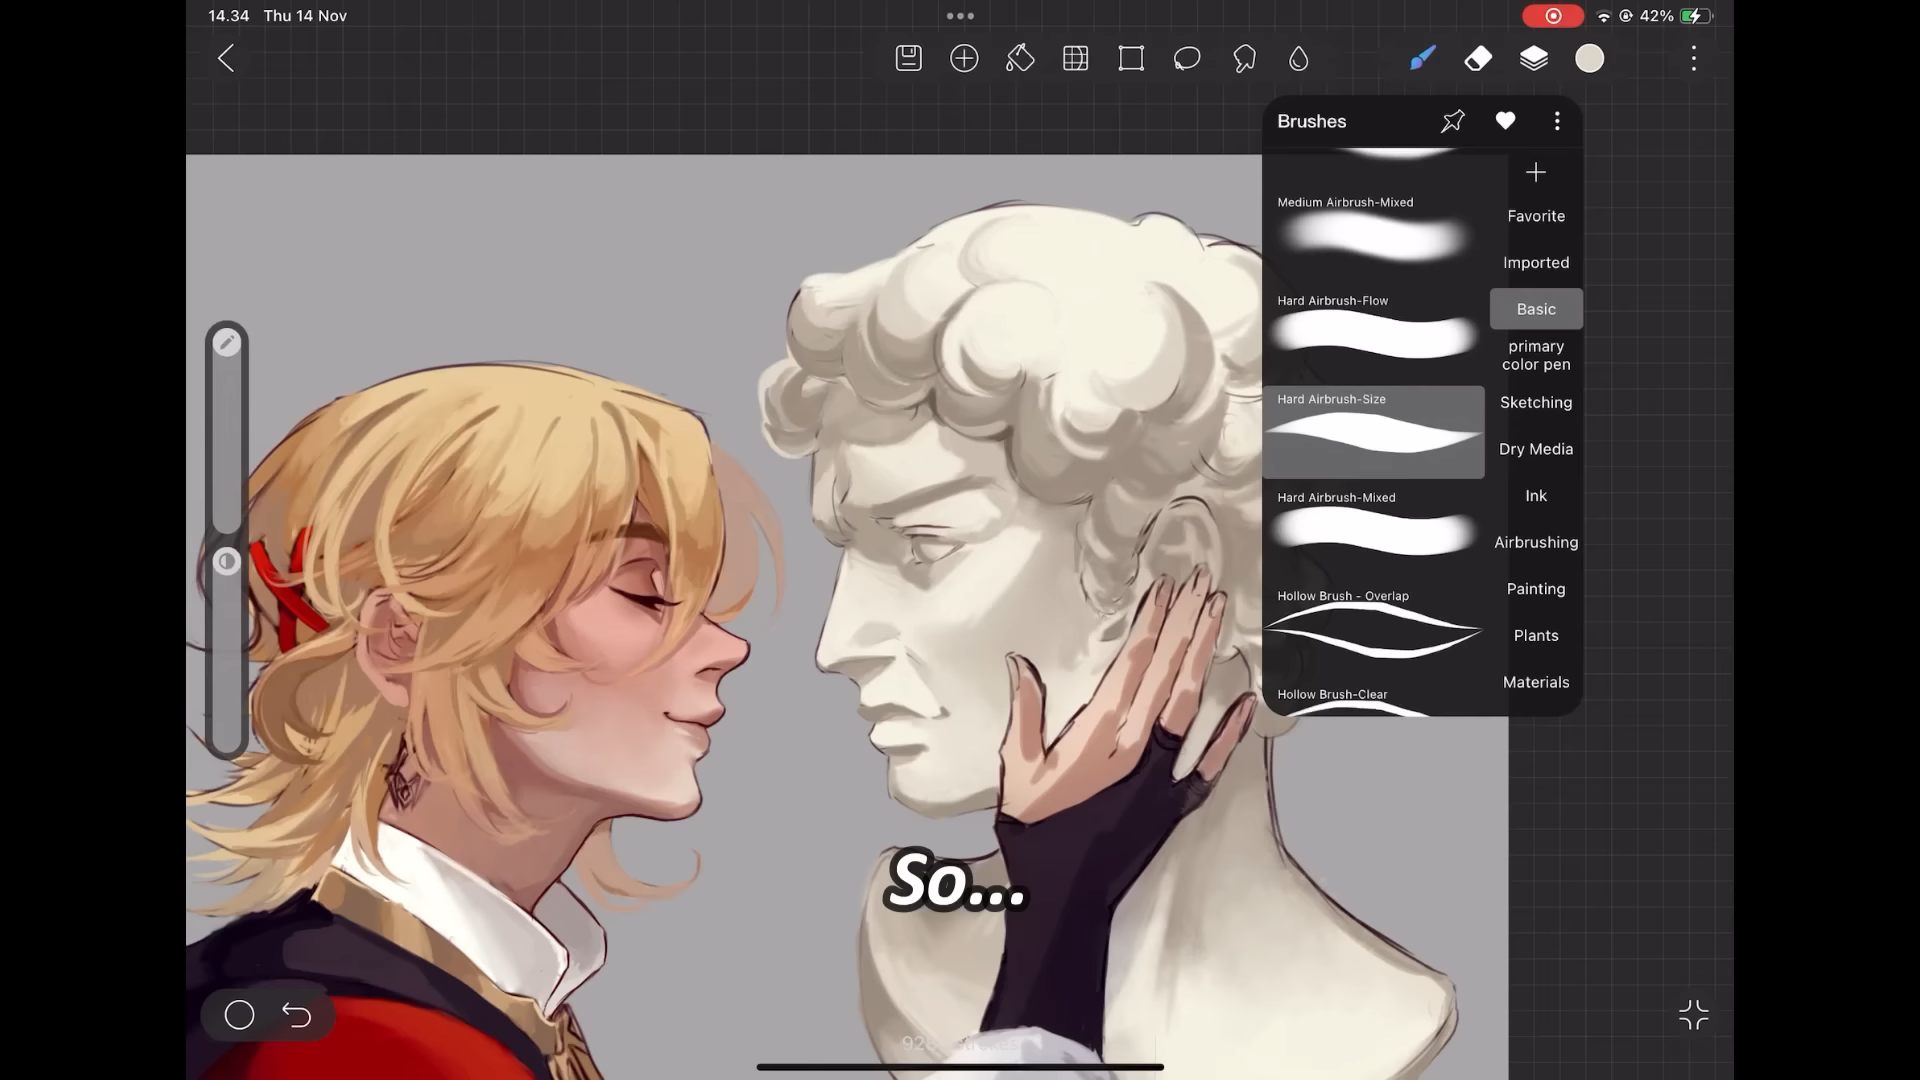 14.34 Thu 14 Nov
42%
Brushes
Medium Airbrush-Mixed
Hard Airbrush-Flow
Hard Airbrush-Size
Hard Airbrush-Mixed
Hollow Brush - Overlap
Hollow Brush-Clear
Favorite
Imported
Basic
primary
color pen
Sketching
Dry Media
Ink
Airbrushing
Painting
Plants
Materials
So...